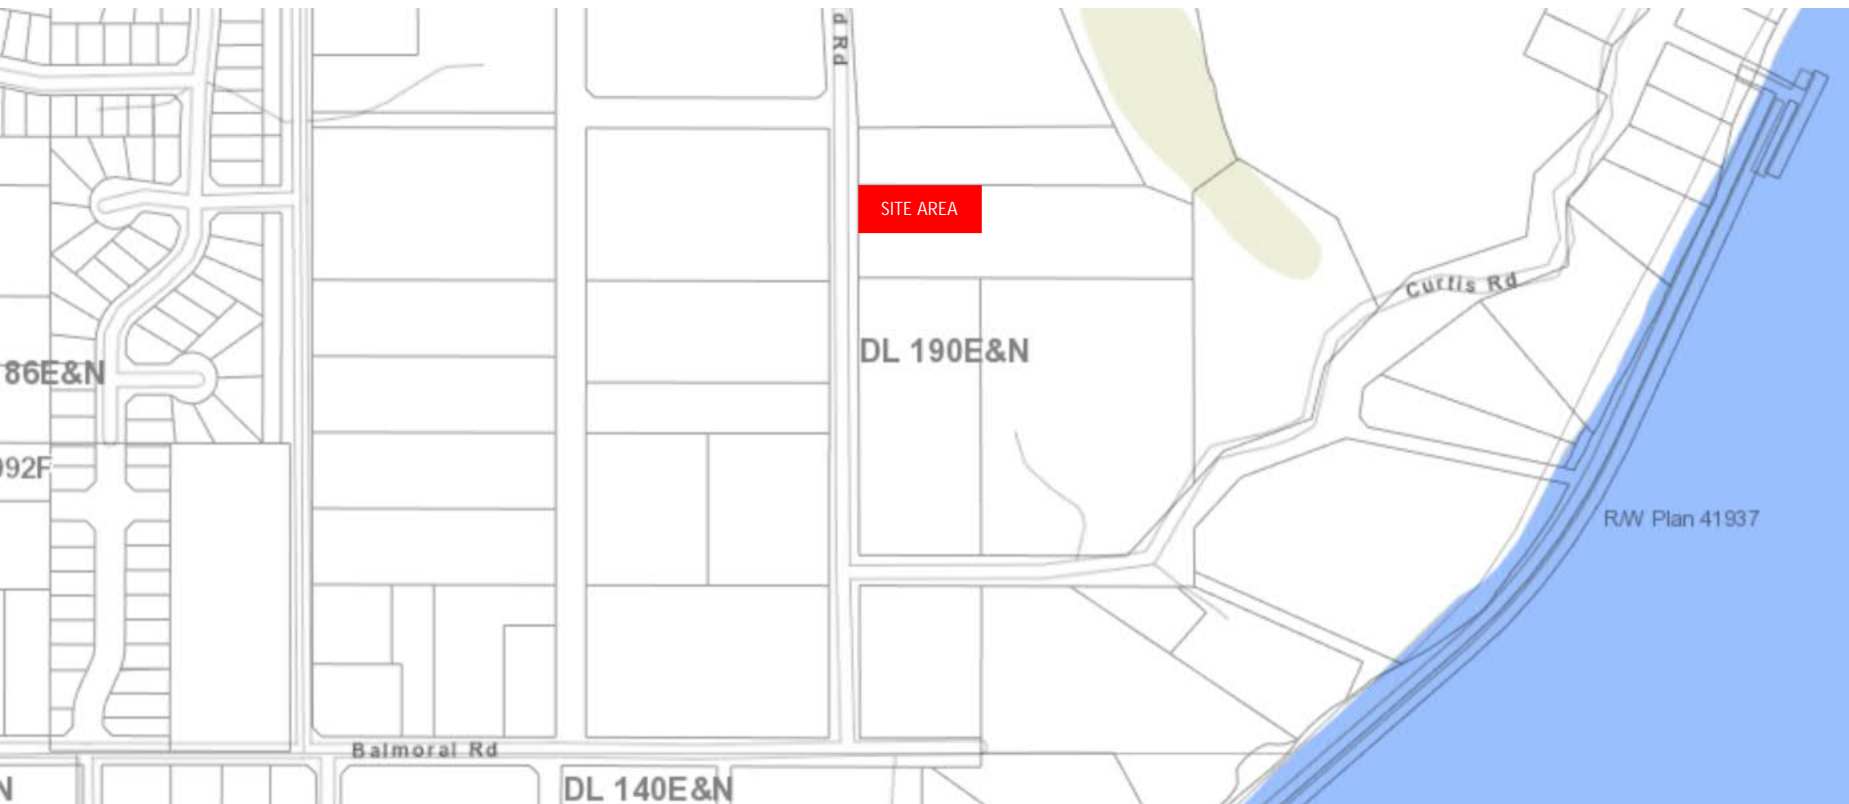 d Rd
SITE AREA
Curtis Rd
DL 190E&N
86E&N
92F
R/W Plan 41937
Balmoral Rd
DL 140E&N
N